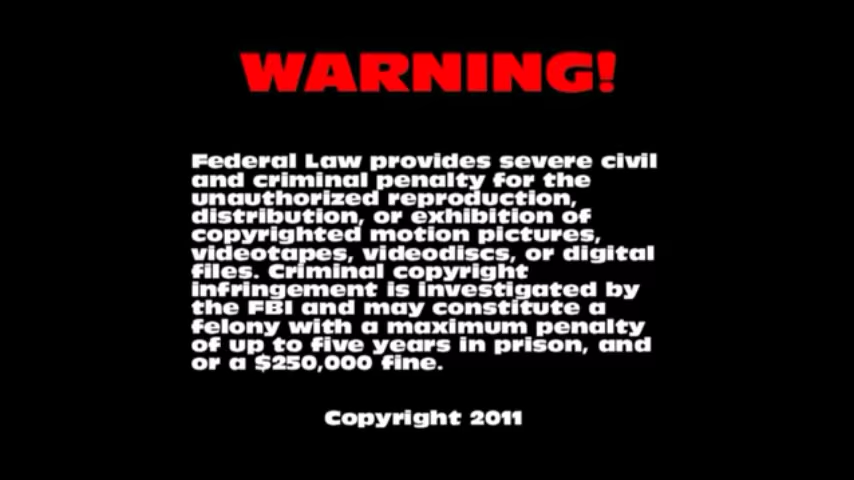 WARNING!
Federal Law provides severe civil
and criminal penalty for the
unauthorized reproduction,
distribution, or exhibition of
copyrighted motion pictures,
videotapes, videodiscs, or digital
files. Criminal copyright
infringement is investigated by
the FBI and may constitute a
felony with a maximum penalty
of up to five years in prison, and
or a $250,000 fine.
Copyright 2011